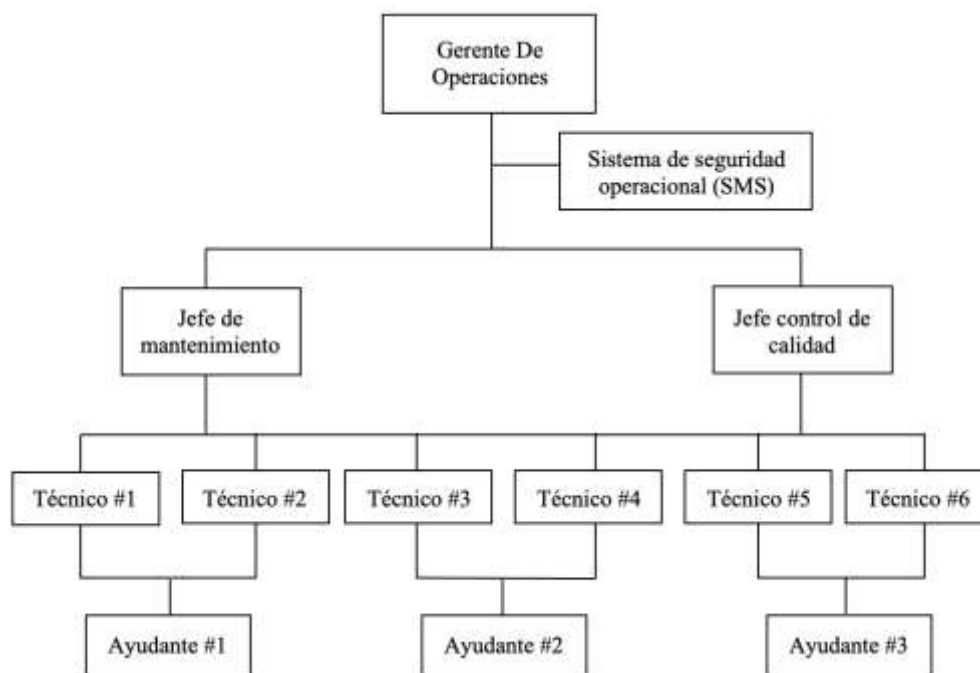 Gerente De
Operaciones
Sistema de seguridad
operacional (SMS)
Jefe de
mantenimiento
Jefe control de
calidad
Técnico #1
Técnico #2
Técnico #3
Técnico #4
Técnico #5
Técnico #6
Ayudante #1
Ayudante #2
Ayudante #3